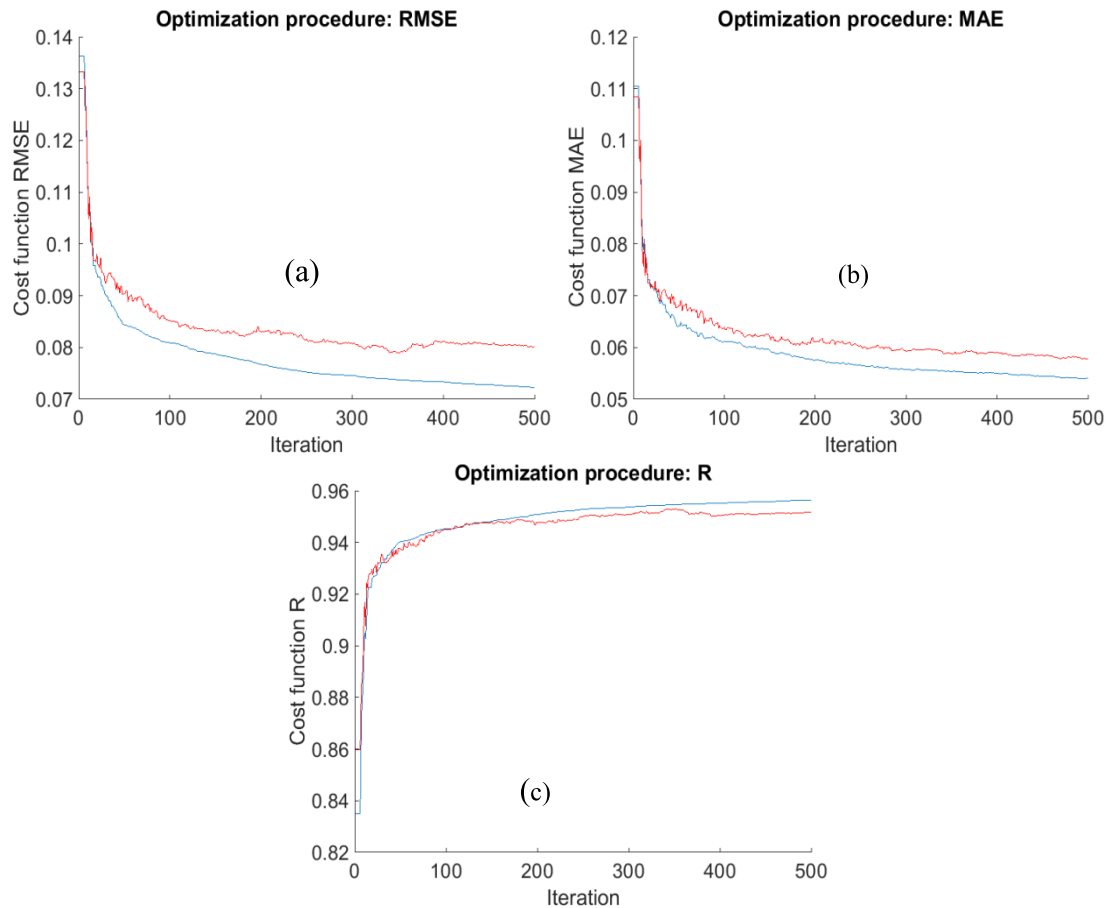 Optimization procedure: RMSE
0.14
0.13
0.12
0.11
0.1
0.09
0.08
0.07
Cost function RMSE
(a)
0 100 200 300 400 500
Iteration
Optimization procedure: MAE
0.12
0.11
0.1
0.09
0.08
0.07
0.06
0.05
Cost function MAE
(b)
0 100 200 300 400 500
Iteration
Optimization procedure: R
0.96
0.94
0.92
0.9
0.88
0.86
0.84
0.82
Cost function R
(c)
0 100 200 300 400 500
Iteration